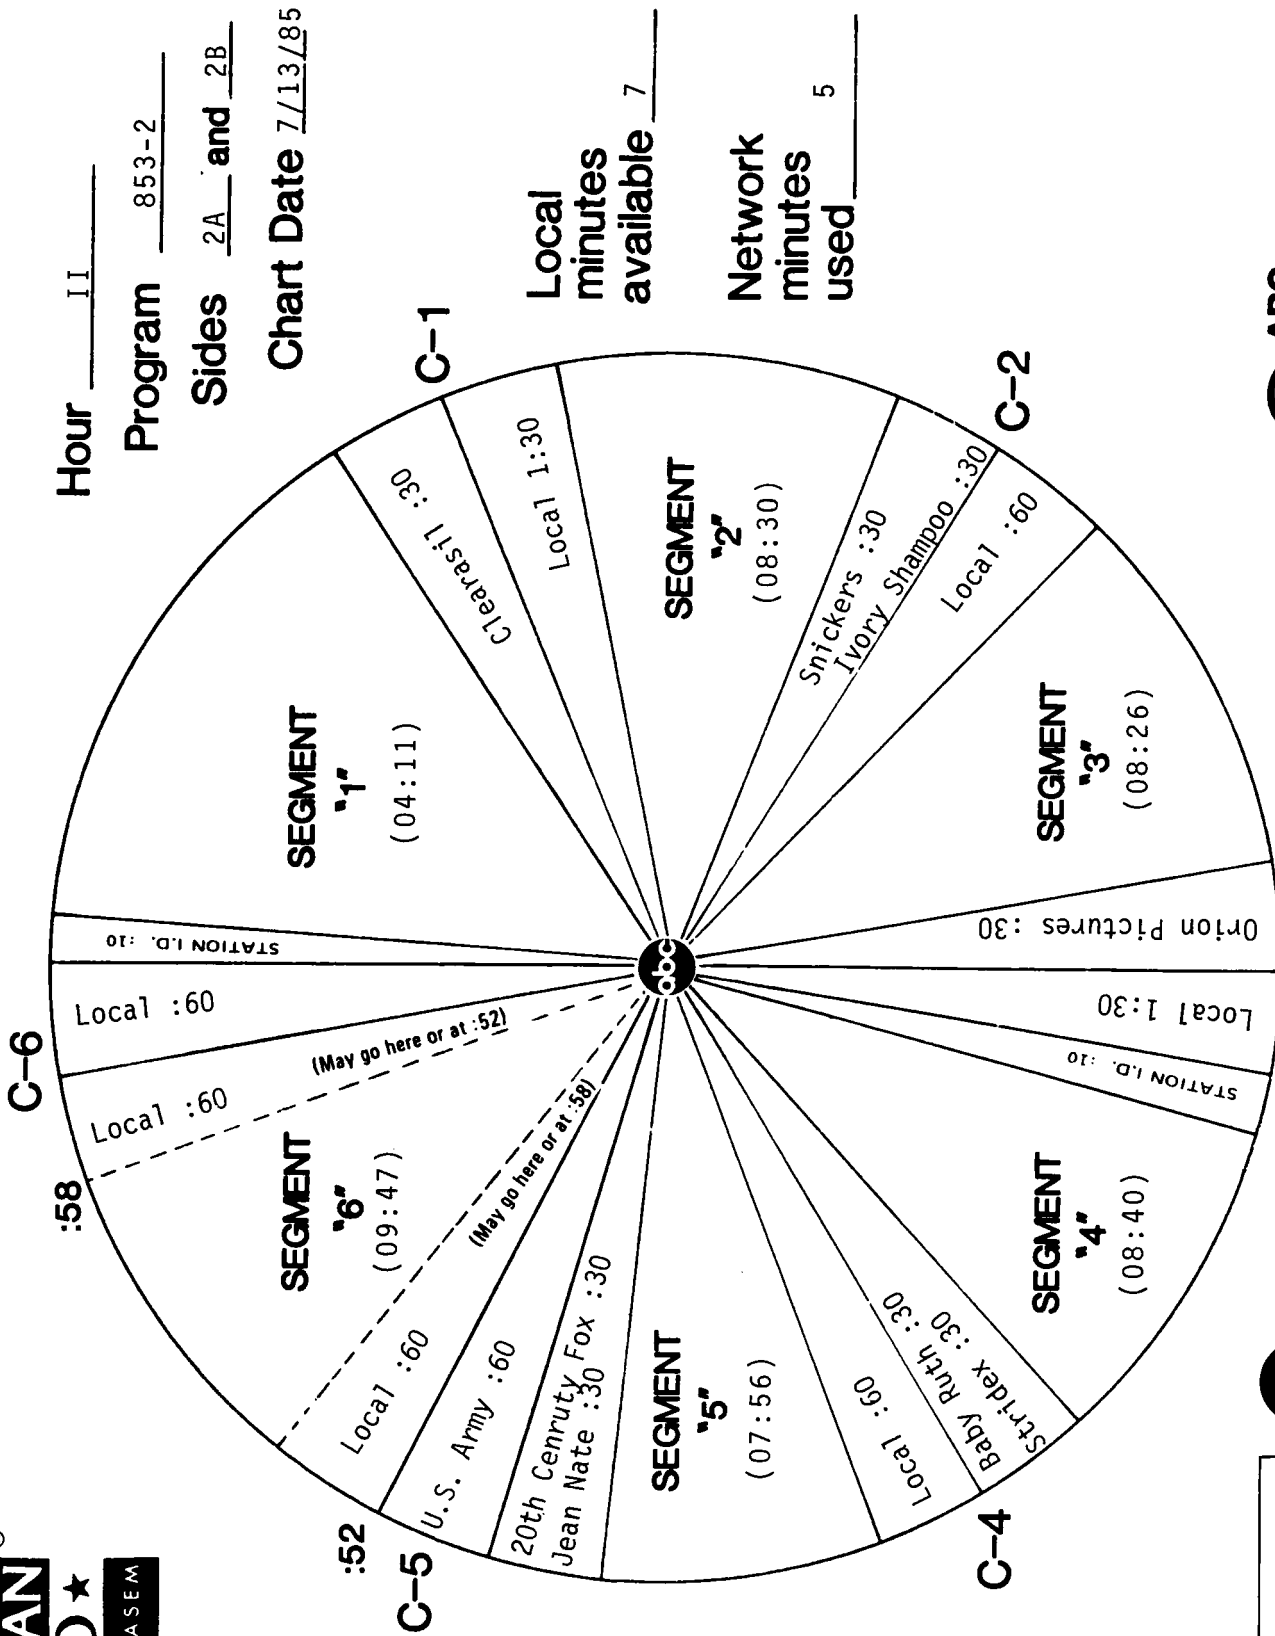 Hour II
Program 853-2
Sides 2A and 2B
Chart Date 7/13/85
Local
minutes
available 7
Network
minutes
used 5
STATION I.D. :10
SEGMENT
"1"
(04:11)
Clearasil :30
C-1
Local 1:30
SEGMENT
"2"
(08:30)
Snickers :30
Ivory Shampoo :30
C-2
Local :60
SEGMENT
"3"
(08:26)
Orion Pictures :30
Local 1:30
STATION I.D. :10
SEGMENT
"4"
(08:40)
Stridex :30
Baby Ruth :30
C-4
Local :60
SEGMENT
"5"
(07:56)
Jean Nate :30
20th Cenruty Fox :30
U.S. Army :60
C-5
:52
Local :60
(May go here or at :58)
SEGMENT
"6"
(09:47)
:58
(May go here or at :52)
Local :60
C-6
Local :60
abc
AN
ASEM